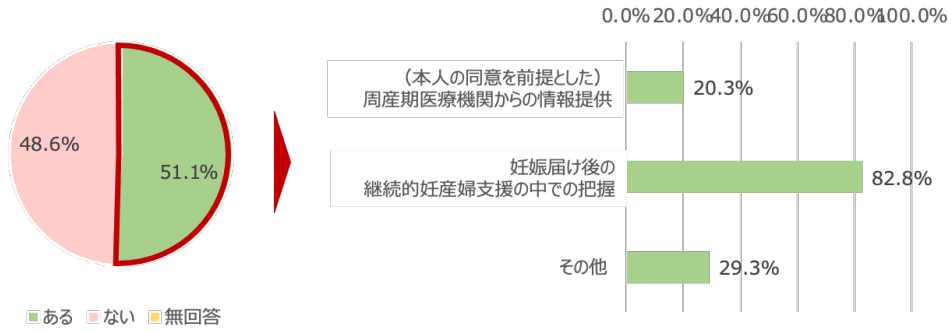 0.0% 20.0% 40.0% 60.0% 80.0% 100.0%
48.6%
51.1%
（本人の同意を前提とした）
周産期医療機関からの情報提供
20.3%
妊娠届け後の
継続的妊産婦支援の中での把握
82.8%
その他
29.3%
ある ない 無回答